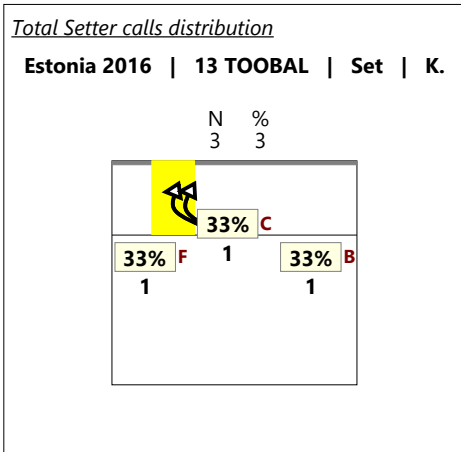 Total Setter calls distribution
Estonia 2016 | 13 TOOBAL | Set | K.
N %
3 3
33% C
1
33% F 33% B
1 1